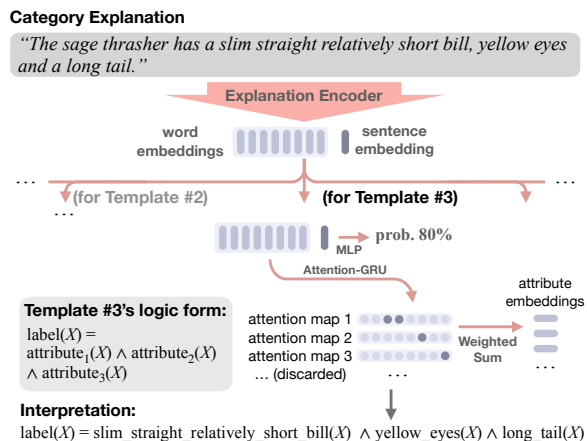 Category Explanation
“The sage thrasher has a slim straight relatively short bill, yellow eyes
and a long tail.”
Explanation Encoder
word
embeddings
sentence
embedding
...
(for Template #2)
(for Template #3)
...
...
MLP
prob. 80%
Attention-GRU
Template #3’s logic form:
label(X) =
attribute₁(X) ∧ attribute₂(X)
∧ attribute₃(X)
attention map 1
attention map 2
attention map 3
... (discarded)
...
Weighted
Sum
attribute
embeddings
...
Interpretation:
label(X) = slim_straight_relatively_short_bill(X) ∧ yellow_eyes(X) ∧ long_tail(X)